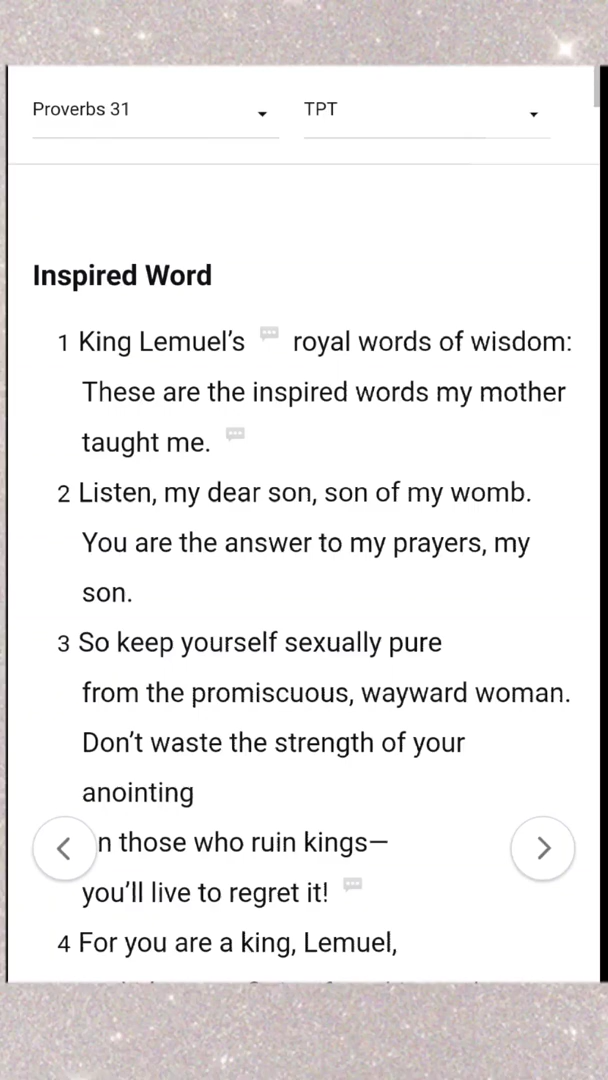 Proverbs 31 TPT
Inspired Word
1 King Lemuel’s royal words of wisdom:
These are the inspired words my mother
taught me.
2 Listen, my dear son, son of my womb.
You are the answer to my prayers, my
son.
3 So keep yourself sexually pure
from the promiscuous, wayward woman.
Don’t waste the strength of your
anointing
n those who ruin kings—
you’ll live to regret it!
4 For you are a king, Lemuel,